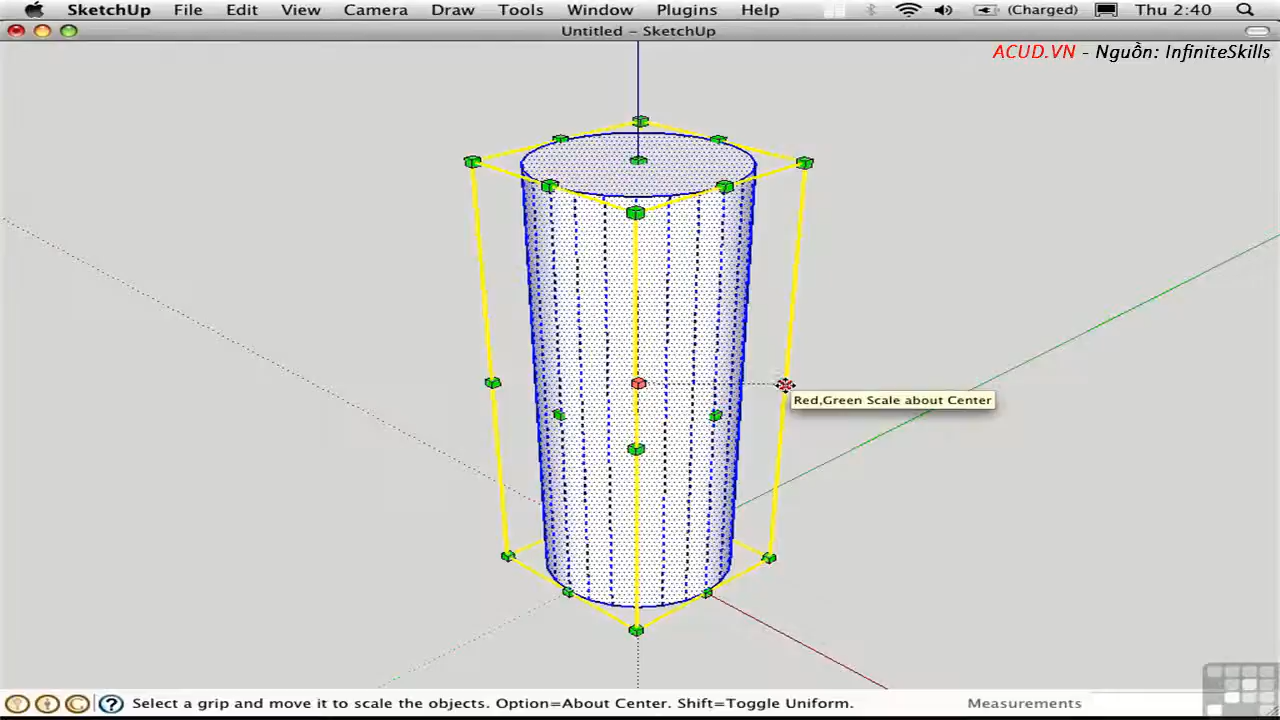 SketchUp File Edit View Camera Draw Tools Window Plugins Help (Charged) Thu 2:40
Untitled – SketchUp
ACUD.VN - Nguồn: InfiniteSkills
Red,Green Scale about Center
Select a grip and move it to scale the objects. Option=About Center. Shift=Toggle Uniform. Measurements